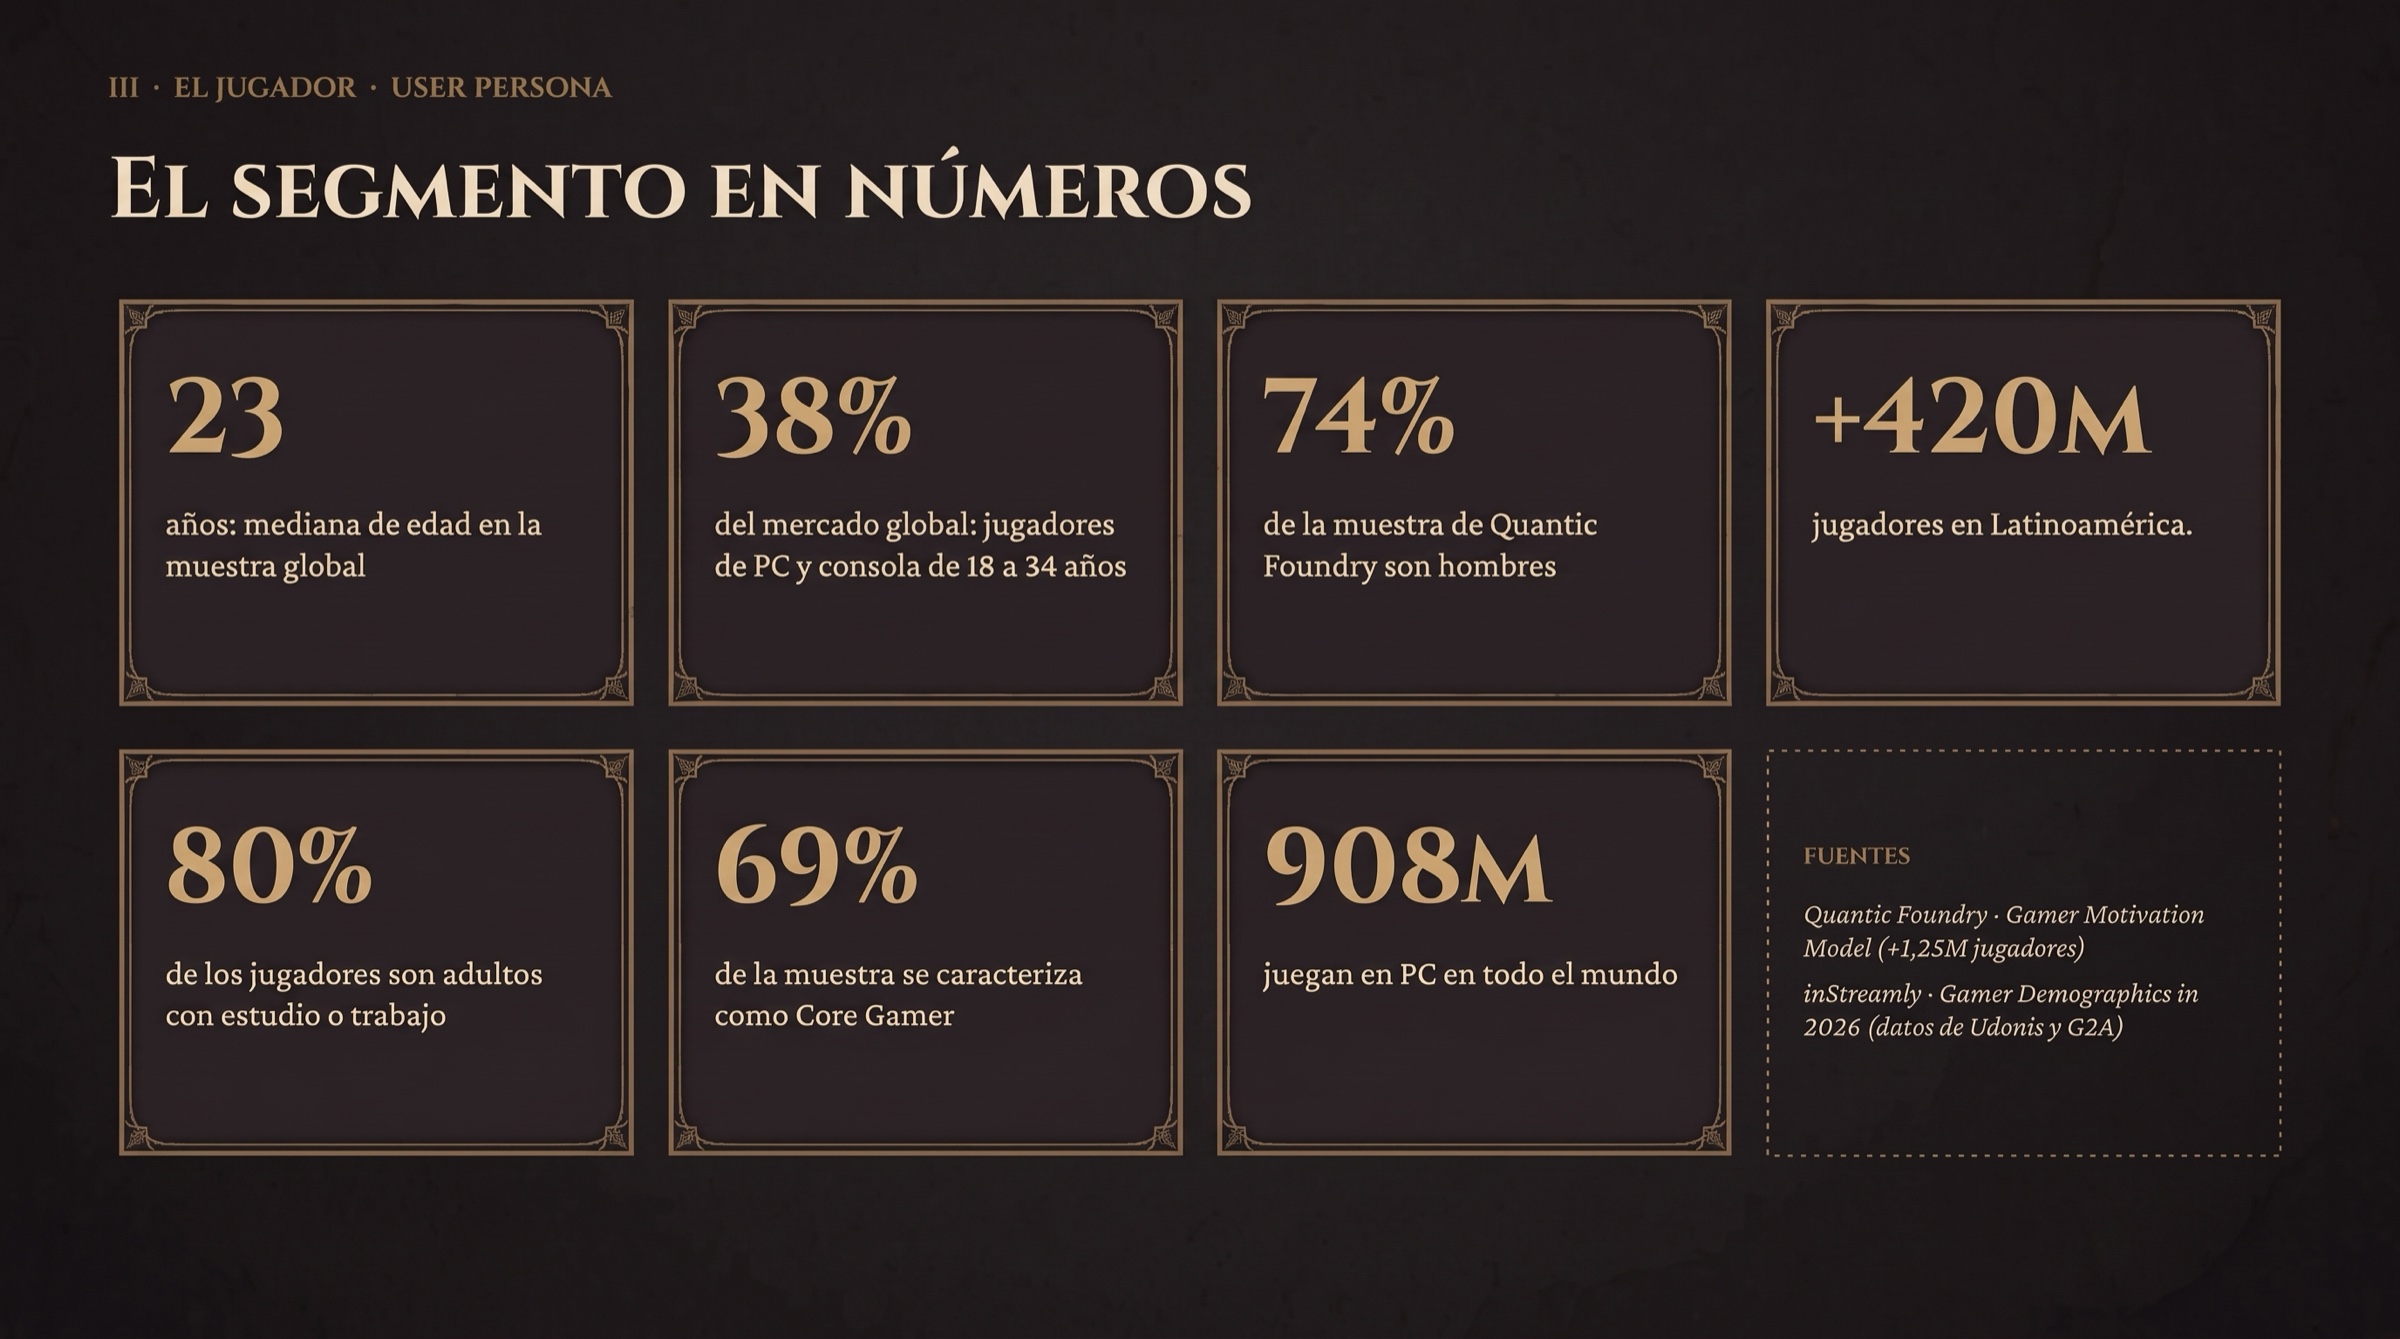 III · EL JUGADOR · USER PERSONA
EL SEGMENTO EN NÚMEROS
23
años: mediana de edad en la
muestra global
38%
del mercado global: jugadores
de PC y consola de 18 a 34 años
74%
de la muestra de Quantic
Foundry son hombres
+420M
jugadores en Latinoamérica.
80%
de los jugadores son adultos
con estudio o trabajo
69%
de la muestra se caracteriza
como Core Gamer
908M
juegan en PC en todo el mundo
FUENTES
Quantic Foundry · Gamer Motivation
Model (+1,25M jugadores)
inStreamly · Gamer Demographics in
2026 (datos de Udonis y G2A)